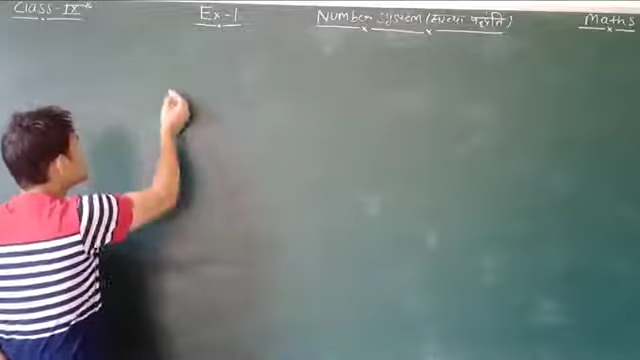 Class-IX
Ex-1
Number System (संख्या पद्धति)
Maths